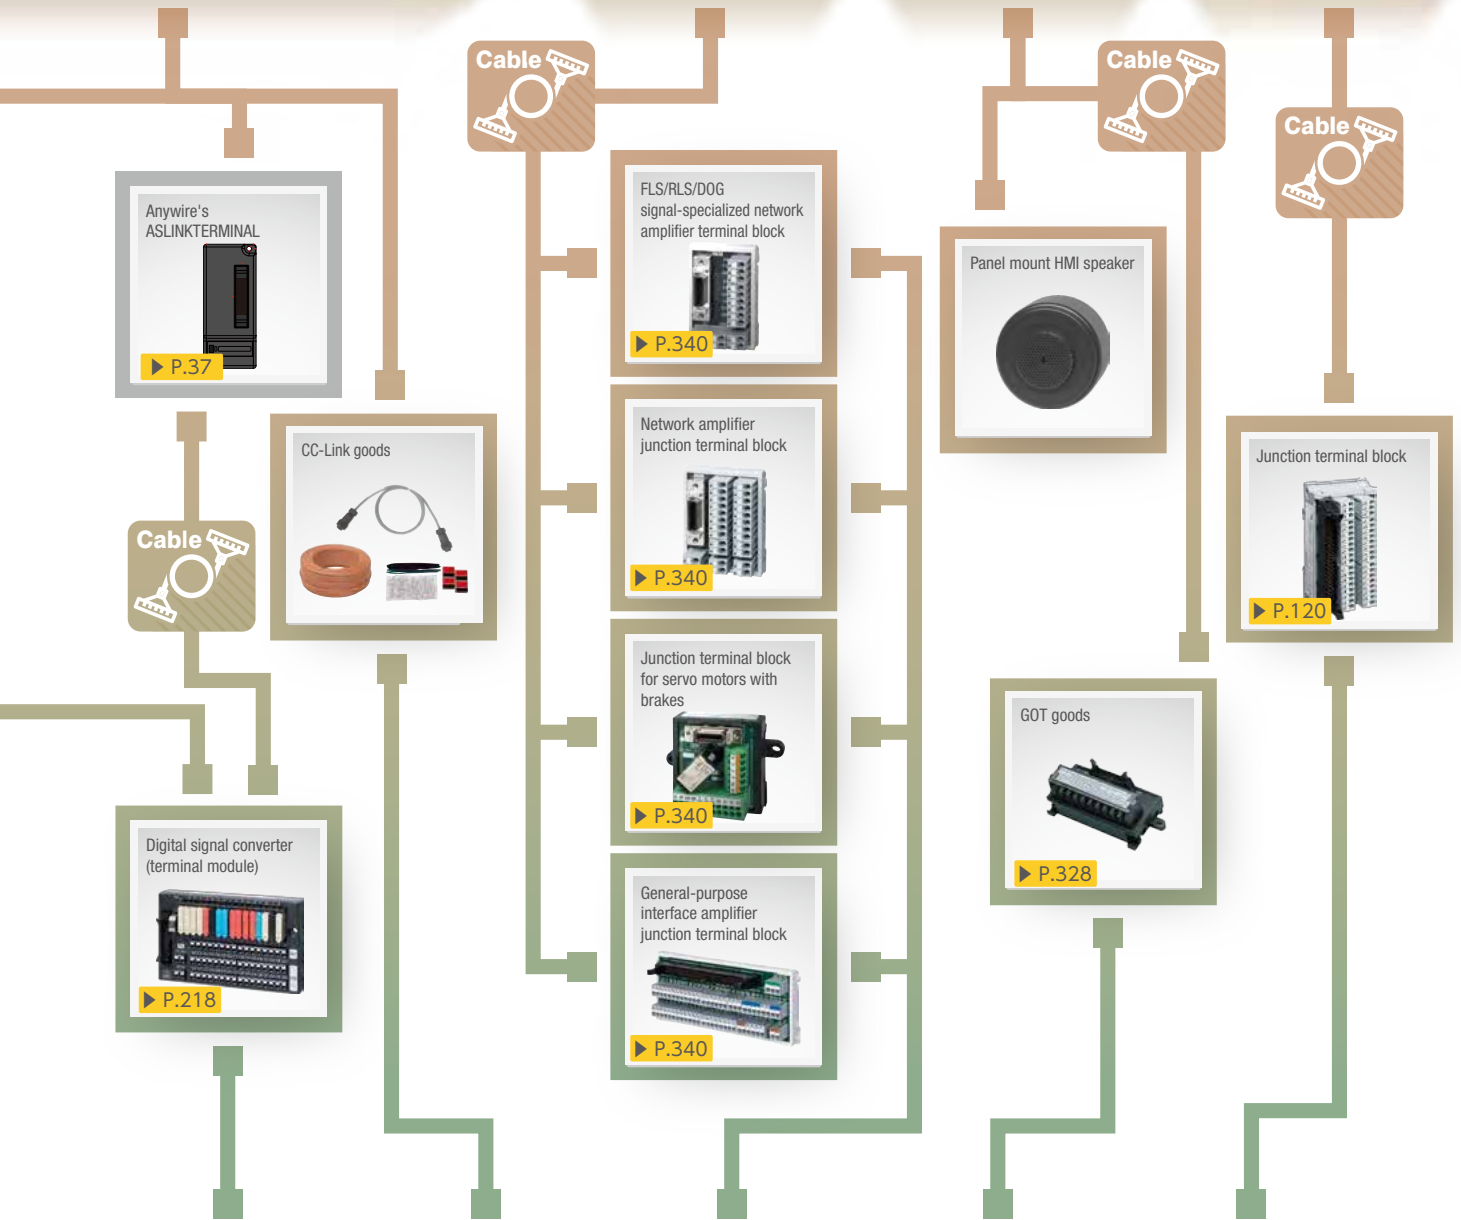 Cable
Cable
Cable
Anywire's
ASLINKTERMINAL
P.37
FLS/RLS/DOG
signal-specialized network
amplifier terminal block
P.340
Panel mount HMI speaker
CC-Link goods
Network amplifier
junction terminal block
P.340
Junction terminal block
P.120
Cable
Junction terminal block
for servo motors with
brakes
P.340
GOT goods
P.328
Digital signal converter
(terminal module)
P.218
General-purpose
interface amplifier
junction terminal block
P.340